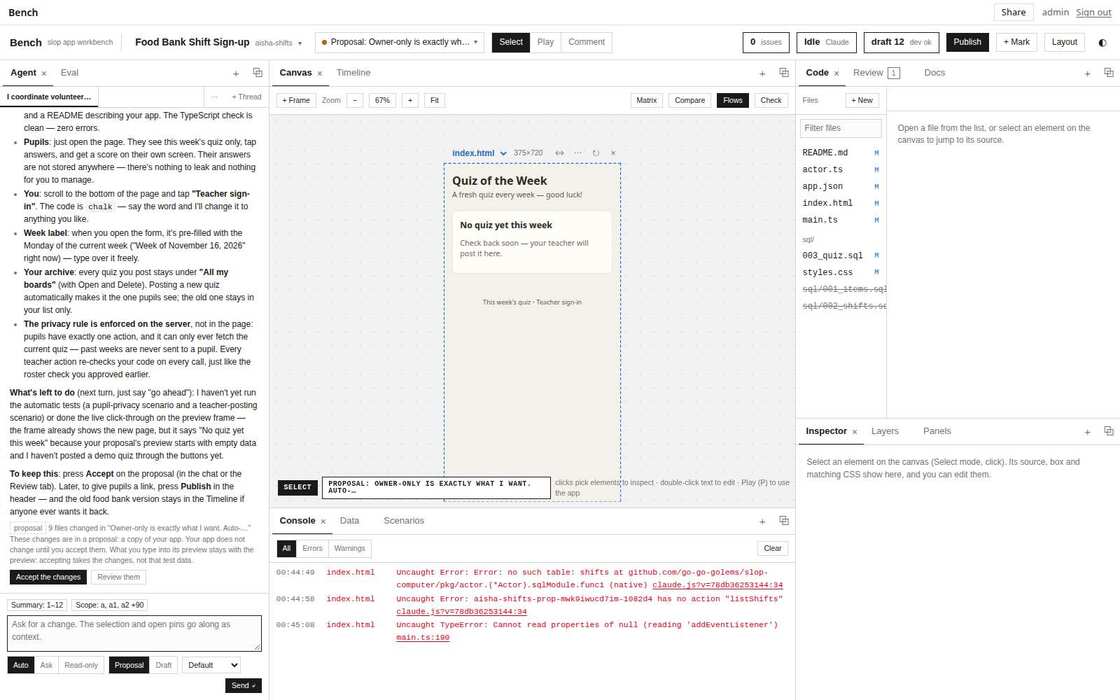 Bench
Share admin Sign out
Bench slop app workbench Food Bank Shift Sign-up aisha-shifts Proposal: Owner-only is exactly wh… Select Play Comment 0 issues Idle Claude draft 12 dev ok Publish + Mark Layout
Agent × Eval
I coordinate volunteer… ··· + Thread
and a README describing your app. The TypeScript check is
clean — zero errors.
Pupils: just open the page. They see this week's quiz only, tap
answers, and get a score on their own screen. Their answers
are not stored anywhere — there's nothing to leak and nothing
for you to manage.
You: scroll to the bottom of the page and tap "Teacher sign-
in". The code is chalk — say the word and I'll change it to
anything you like.
Week label: when you open the form, it's pre-filled with the
Monday of the current week ("Week of November 16, 2026"
right now) — type over it freely.
Your archive: every quiz you post stays under "All my
boards" (with Open and Delete). Posting a new quiz
automatically makes it the one pupils see; the old one stays in
your list only.
The privacy rule is enforced on the server, not in the page:
pupils have exactly one action, and it can only ever fetch the
current quiz — past weeks are never sent to a pupil. Every
teacher action re-checks your code on every call, just like the
roster check you approved earlier.
What's left to do (next turn, just say "go ahead"): I haven't yet run
the automatic tests (a pupil-privacy scenario and a teacher-posting
scenario) or done the live click-through on the preview frame —
the frame already shows the new page, but it says "No quiz yet
this week" because your proposal's preview starts with empty data
and I haven't posted a demo quiz through the buttons yet.
To keep this: press Accept on the proposal (in the chat or the
Review tab). Later, to give pupils a link, press Publish in the
header — and the old food bank version stays in the Timeline if
anyone ever wants it back.
proposal 9 files changed in "Owner-only is exactly what I want. Auto-…"
These changes are in a proposal: a copy of your app. Your app does not
change until you accept them. What you type into its preview stays with the
preview: accepting takes the changes, not that test data.
Accept the changes Review them
Summary: 1–12 Scope: a, a1, a2 +90
Ask for a change. The selection and open pins go along as
context.
Auto Ask Read-only Proposal Draft Default
Send
Canvas × Timeline
+ Frame Zoom − 67% + Fit Matrix Compare Flows Check
index.html 375×720 ··· ×
Quiz of the Week
A fresh quiz every week — good luck!
No quiz yet this week
Check back soon — your teacher will
post it here.
This week's quiz · Teacher sign-in
SELECT PROPOSAL: OWNER-ONLY IS EXACTLY WHAT I WANT. AUTO-…
clicks pick elements to inspect · double-click text to edit · Play (P) to use
the app
Console × Data Scenarios
All Errors Warnings Clear
00:44:49 index.html Uncaught Error: Error: no such table: shifts at github.com/go-go-golems/slop-
computer/pkg/actor.(*Actor).sqlModule.func1 (native) claude.js?v=78db36253144:34
00:44:58 index.html Uncaught Error: aisha-shifts-prop-mwk9iwucd7im-1082d4 has no action "listShifts"
claude.js?v=78db36253144:34
00:45:08 index.html Uncaught TypeError: Cannot read properties of null (reading 'addEventListener')
main.ts:190
Code × Review 1 Docs
Files + New
Filter files
README.md M
actor.ts M
app.json M
index.html M
main.ts M
sql/
003_quiz.sql M
styles.css M
sql/001_items.sql
sql/002_shifts.sq
Open a file from the list, or select an element on the
canvas to jump to its source.
Inspector × Layers Panels
Select an element on the canvas (Select mode, click). Its source, box and
matching CSS show here, and you can edit them.